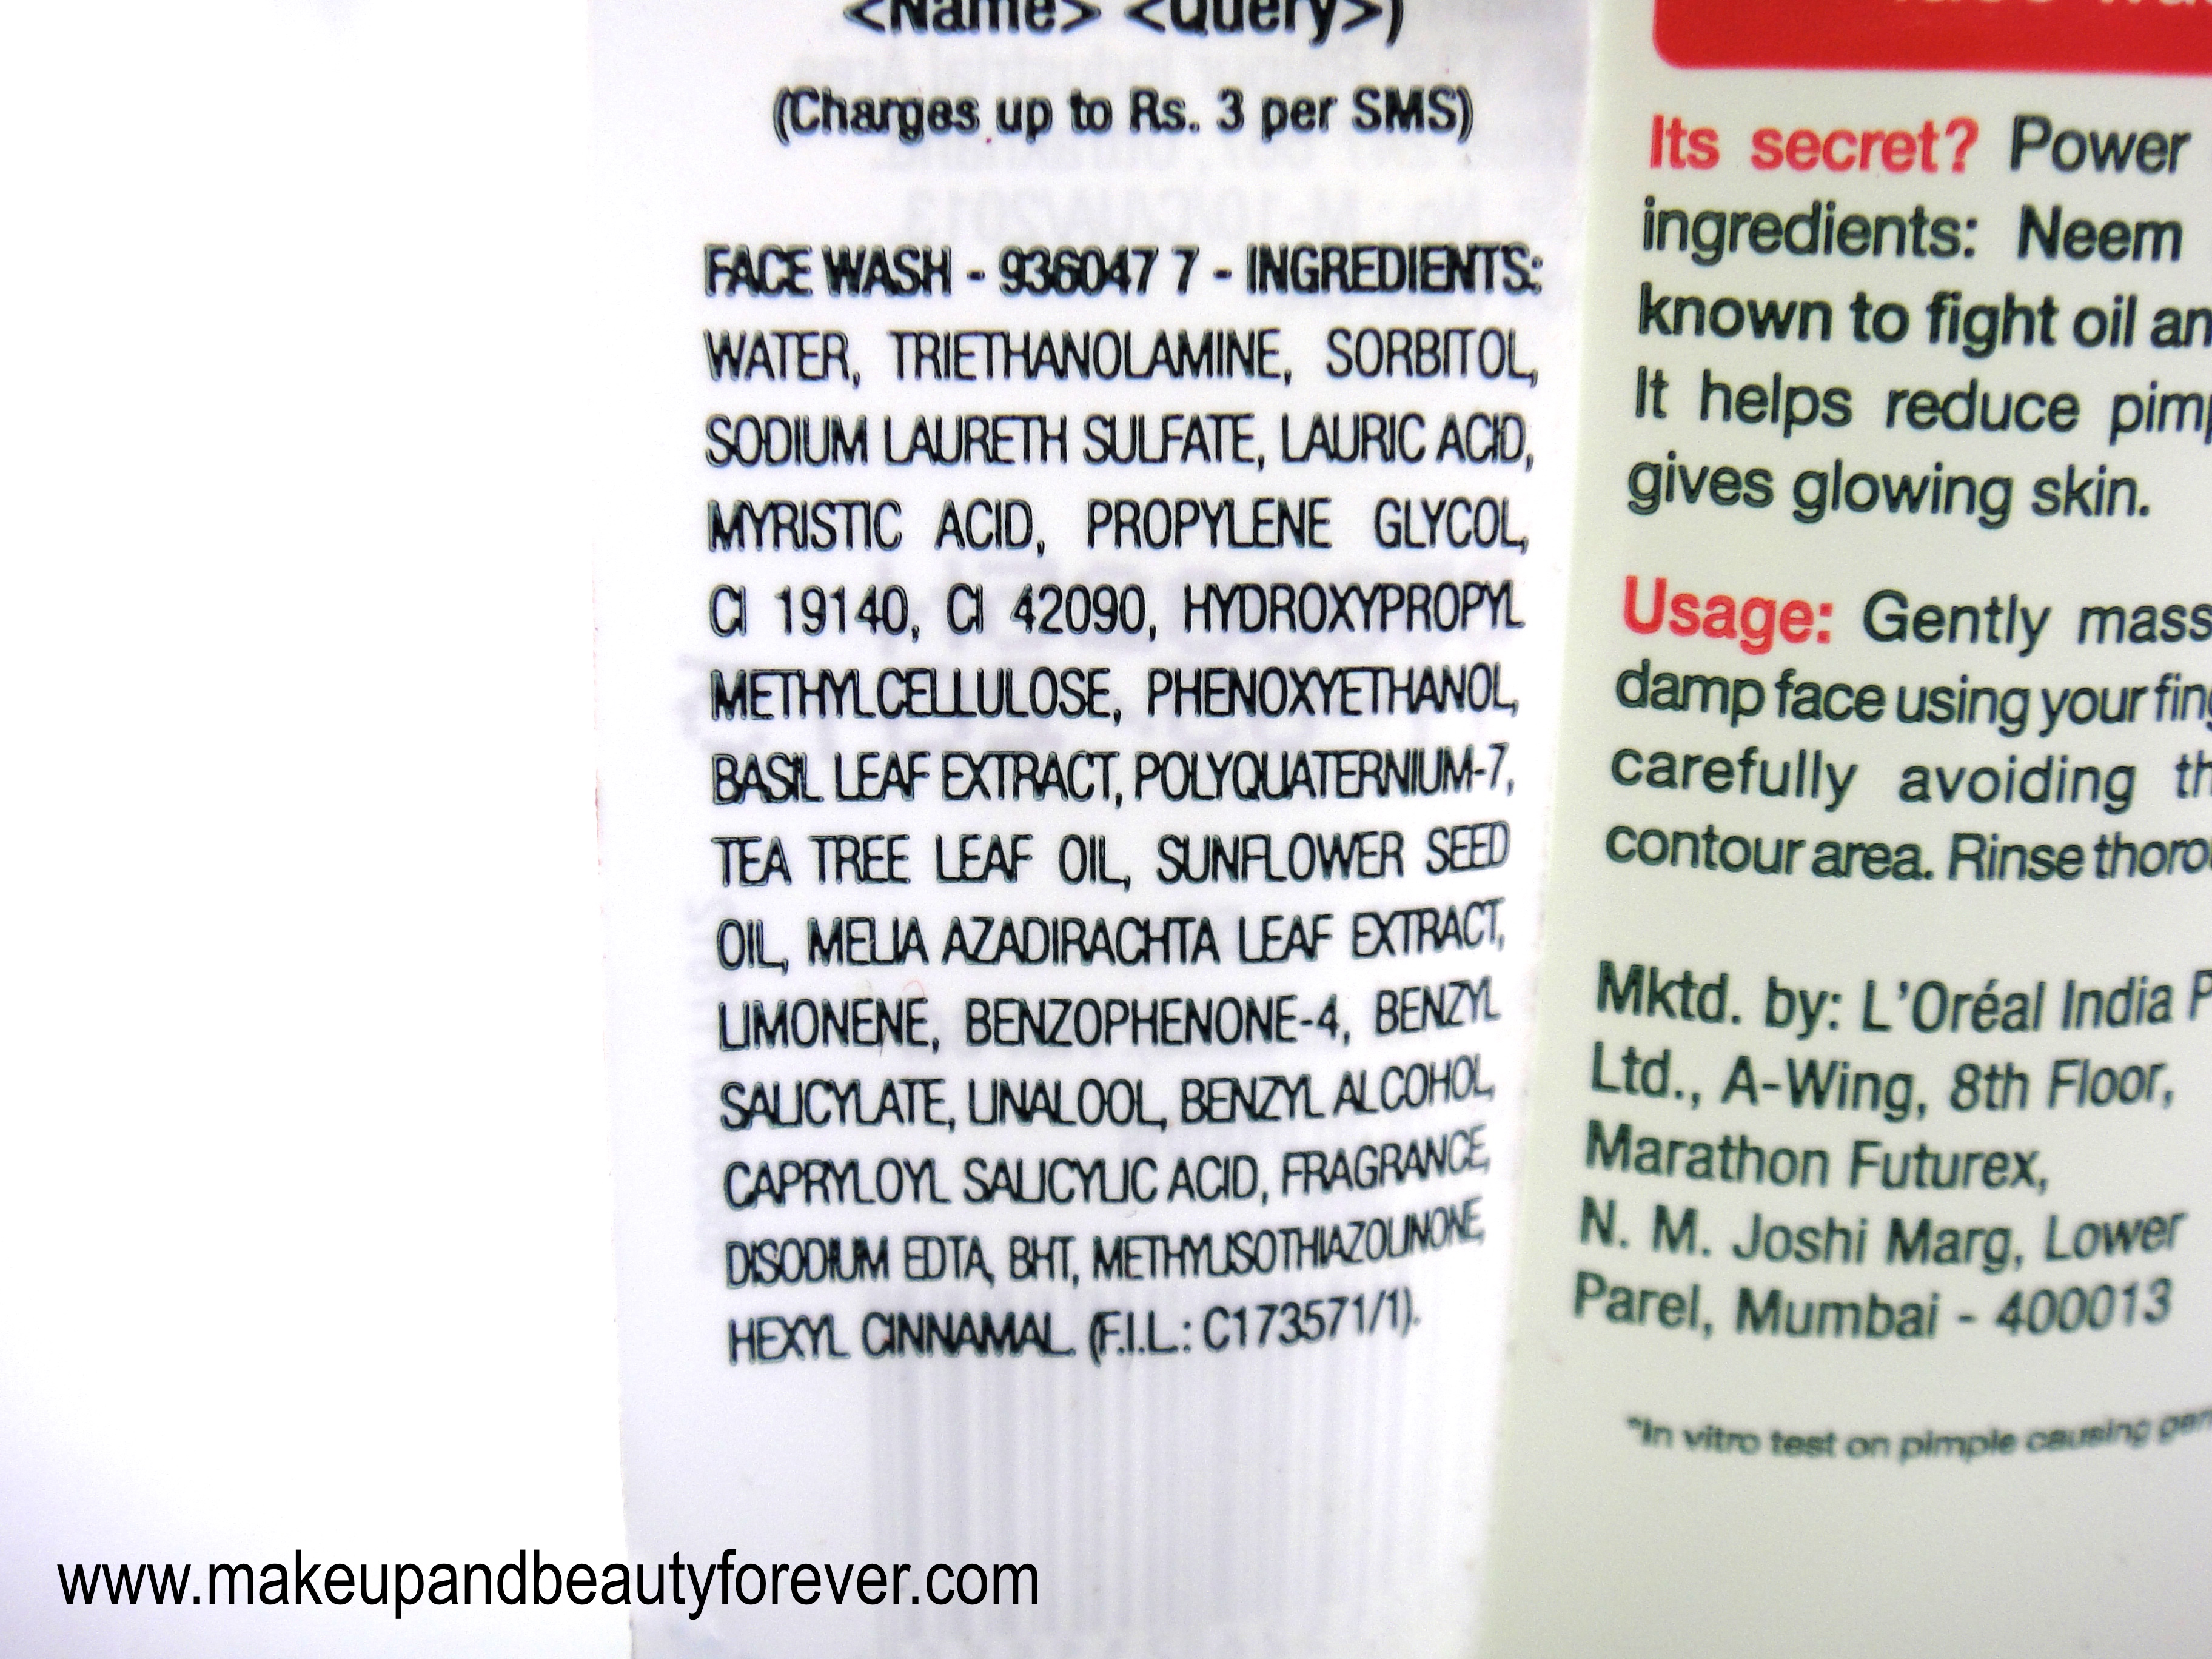 <Name> <Query>)
(Charges up to Rs. 3 per SMS)
FACE WASH - 936047 7 - INGREDIENTS:
WATER, TRIETHANOLAMINE, SORBITOL,
SODIUM LAURETH SULFATE, LAURIC ACID,
MYRISTIC ACID, PROPYLENE GLYCOL,
CI 19140, CI 42090, HYDROXYPROPYL
METHYLCELLULOSE, PHENOXYETHANOL,
BASIL LEAF EXTRACT, POLYQUATERNIUM-7,
TEA TREE LEAF OIL, SUNFLOWER SEED
OIL, MELIA AZADIRACHTA LEAF EXTRACT,
LIMONENE, BENZOPHENONE-4, BENZYL
SALICYLATE, LINALOOL, BENZYL ALCOHOL,
CAPRYLOYL SALICYLIC ACID, FRAGRANCE,
DISODIUM EDTA, BHT, METHYLISOTHIAZOLINONE,
HEXYL CINNAMAL. (F.I.L.: C173571/1).
Its secret? Power
ingredients: Neem
known to fight oil an
It helps reduce pimp
gives glowing skin.
Usage: Gently mass
damp face using your fing
carefully avoiding th
contour area. Rinse thoro
Mktd. by: L'Oréal India P
Ltd., A-Wing, 8th Floor,
Marathon Futurex,
N. M. Joshi Marg, Lower
Parel, Mumbai - 400013
*In vitro test on pimple causing ger
www.makeupandbeautyforever.com